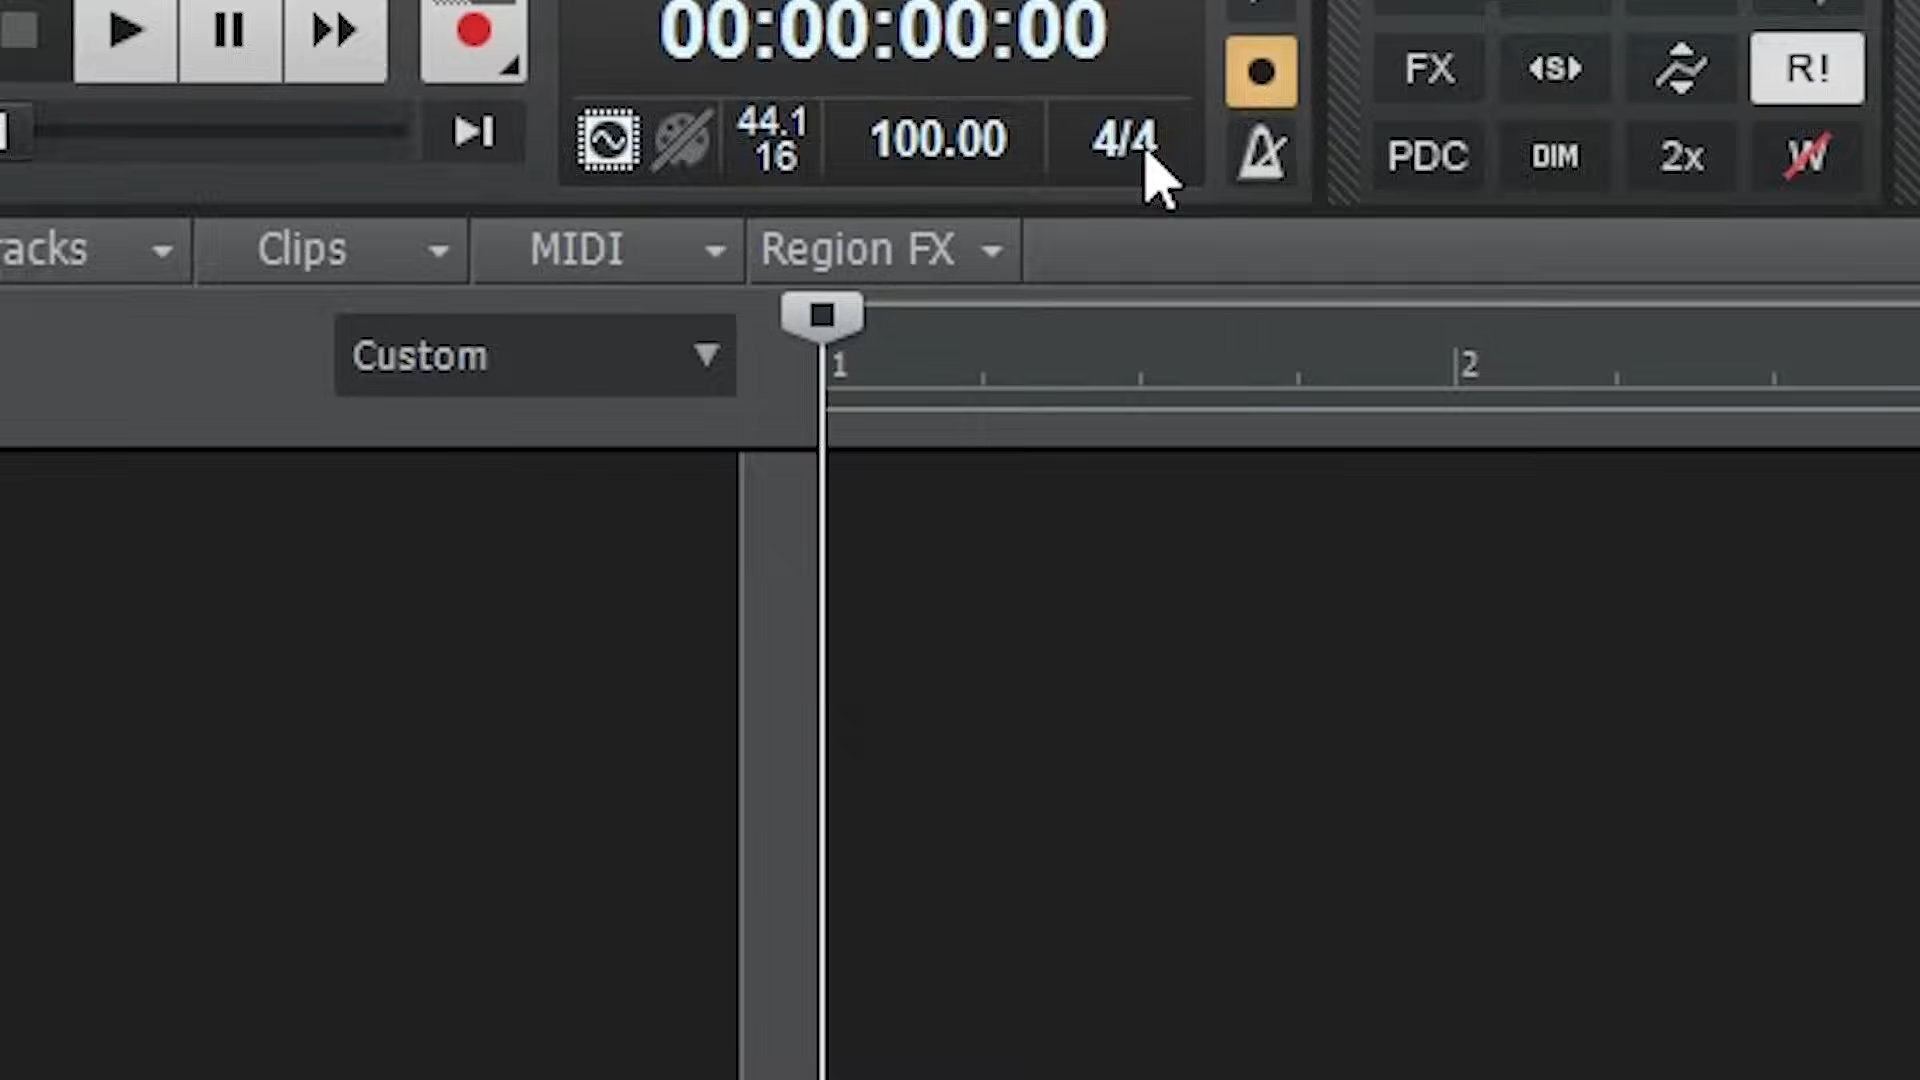 00:00:00:00
FX S R!
44.1
16
100.00 4/4
PDC DIM 2x W
acks Clips MIDI Region FX
Custom
1 2